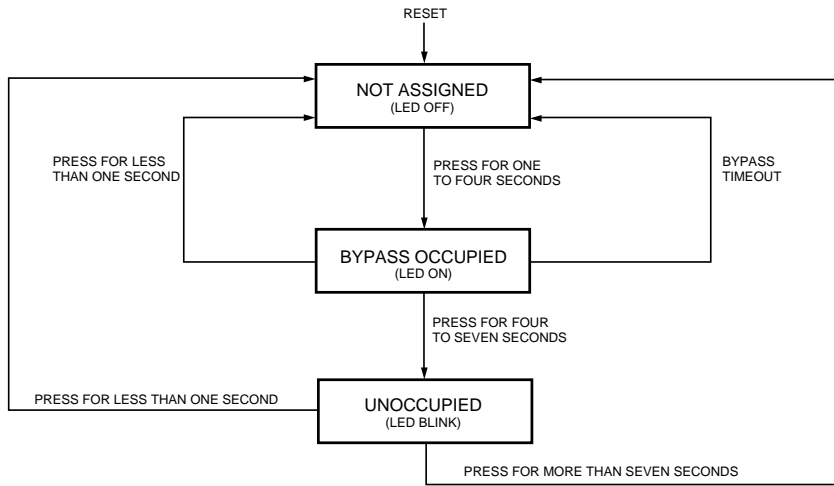 RESET
NOT ASSIGNED
(LED OFF)
PRESS FOR LESS
THAN ONE SECOND
PRESS FOR ONE
TO FOUR SECONDS
BYPASS
TIMEOUT
BYPASS OCCUPIED
(LED ON)
PRESS FOR FOUR
TO SEVEN SECONDS
PRESS FOR LESS THAN ONE SECOND
UNOCCUPIED
(LED BLINK)
PRESS FOR MORE THAN SEVEN SECONDS